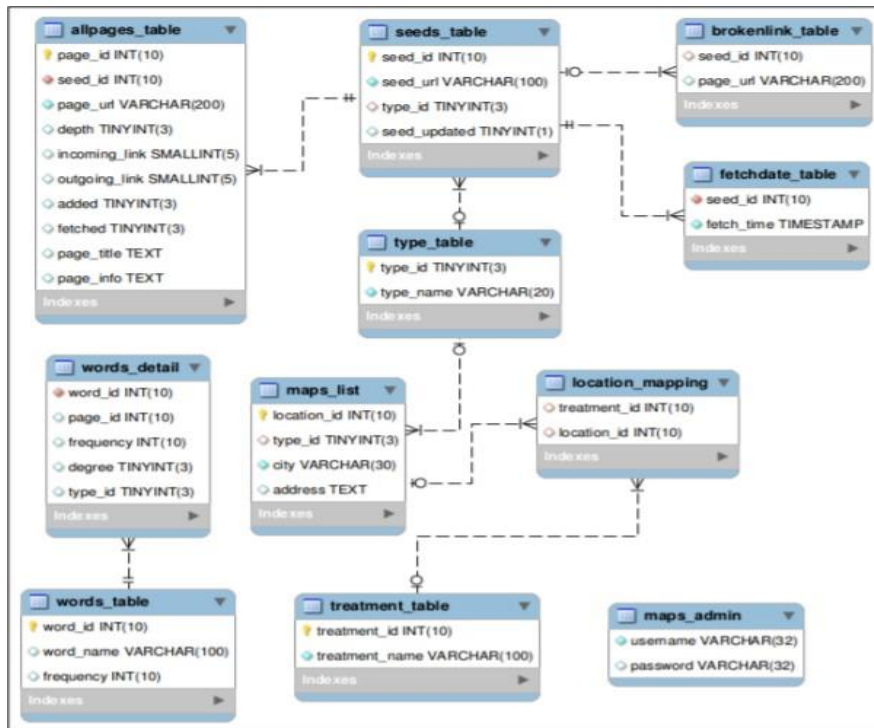 allpages_table
page_id INT(10)
seed_id INT(10)
page_url VARCHAR(200)
depth TINYINT(3)
incoming_link SMALLINT(5)
outgoing_link SMALLINT(5)
added TINYINT(3)
fetched TINYINT(3)
page_title TEXT
page_info TEXT
Indexes
seeds_table
seed_id INT(10)
seed_url VARCHAR(100)
type_id TINYINT(3)
seed_updated TINYINT(1)
Indexes
brokenlink_table
seed_id INT(10)
page_url VARCHAR(200)
Indexes
fetchdate_table
seed_id INT(10)
fetch_time TIMESTAMP
Indexes
type_table
type_id TINYINT(3)
type_name VARCHAR(20)
Indexes
words_detail
word_id INT(10)
page_id INT(10)
frequency INT(10)
degree TINYINT(3)
type_id TINYINT(3)
Indexes
maps_list
location_id INT(10)
type_id TINYINT(3)
city VARCHAR(30)
address TEXT
Indexes
location_mapping
treatment_id INT(10)
location_id INT(10)
Indexes
words_table
word_id INT(10)
word_name VARCHAR(100)
frequency INT(10)
Indexes
treatment_table
treatment_id INT(10)
treatment_name VARCHAR(100)
Indexes
maps_admin
username VARCHAR(32)
password VARCHAR(32)
Indexes